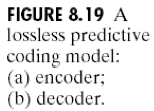 FIGURE 8.19 A
lossless predictive
coding model:
(a) encoder;
(b) decoder.